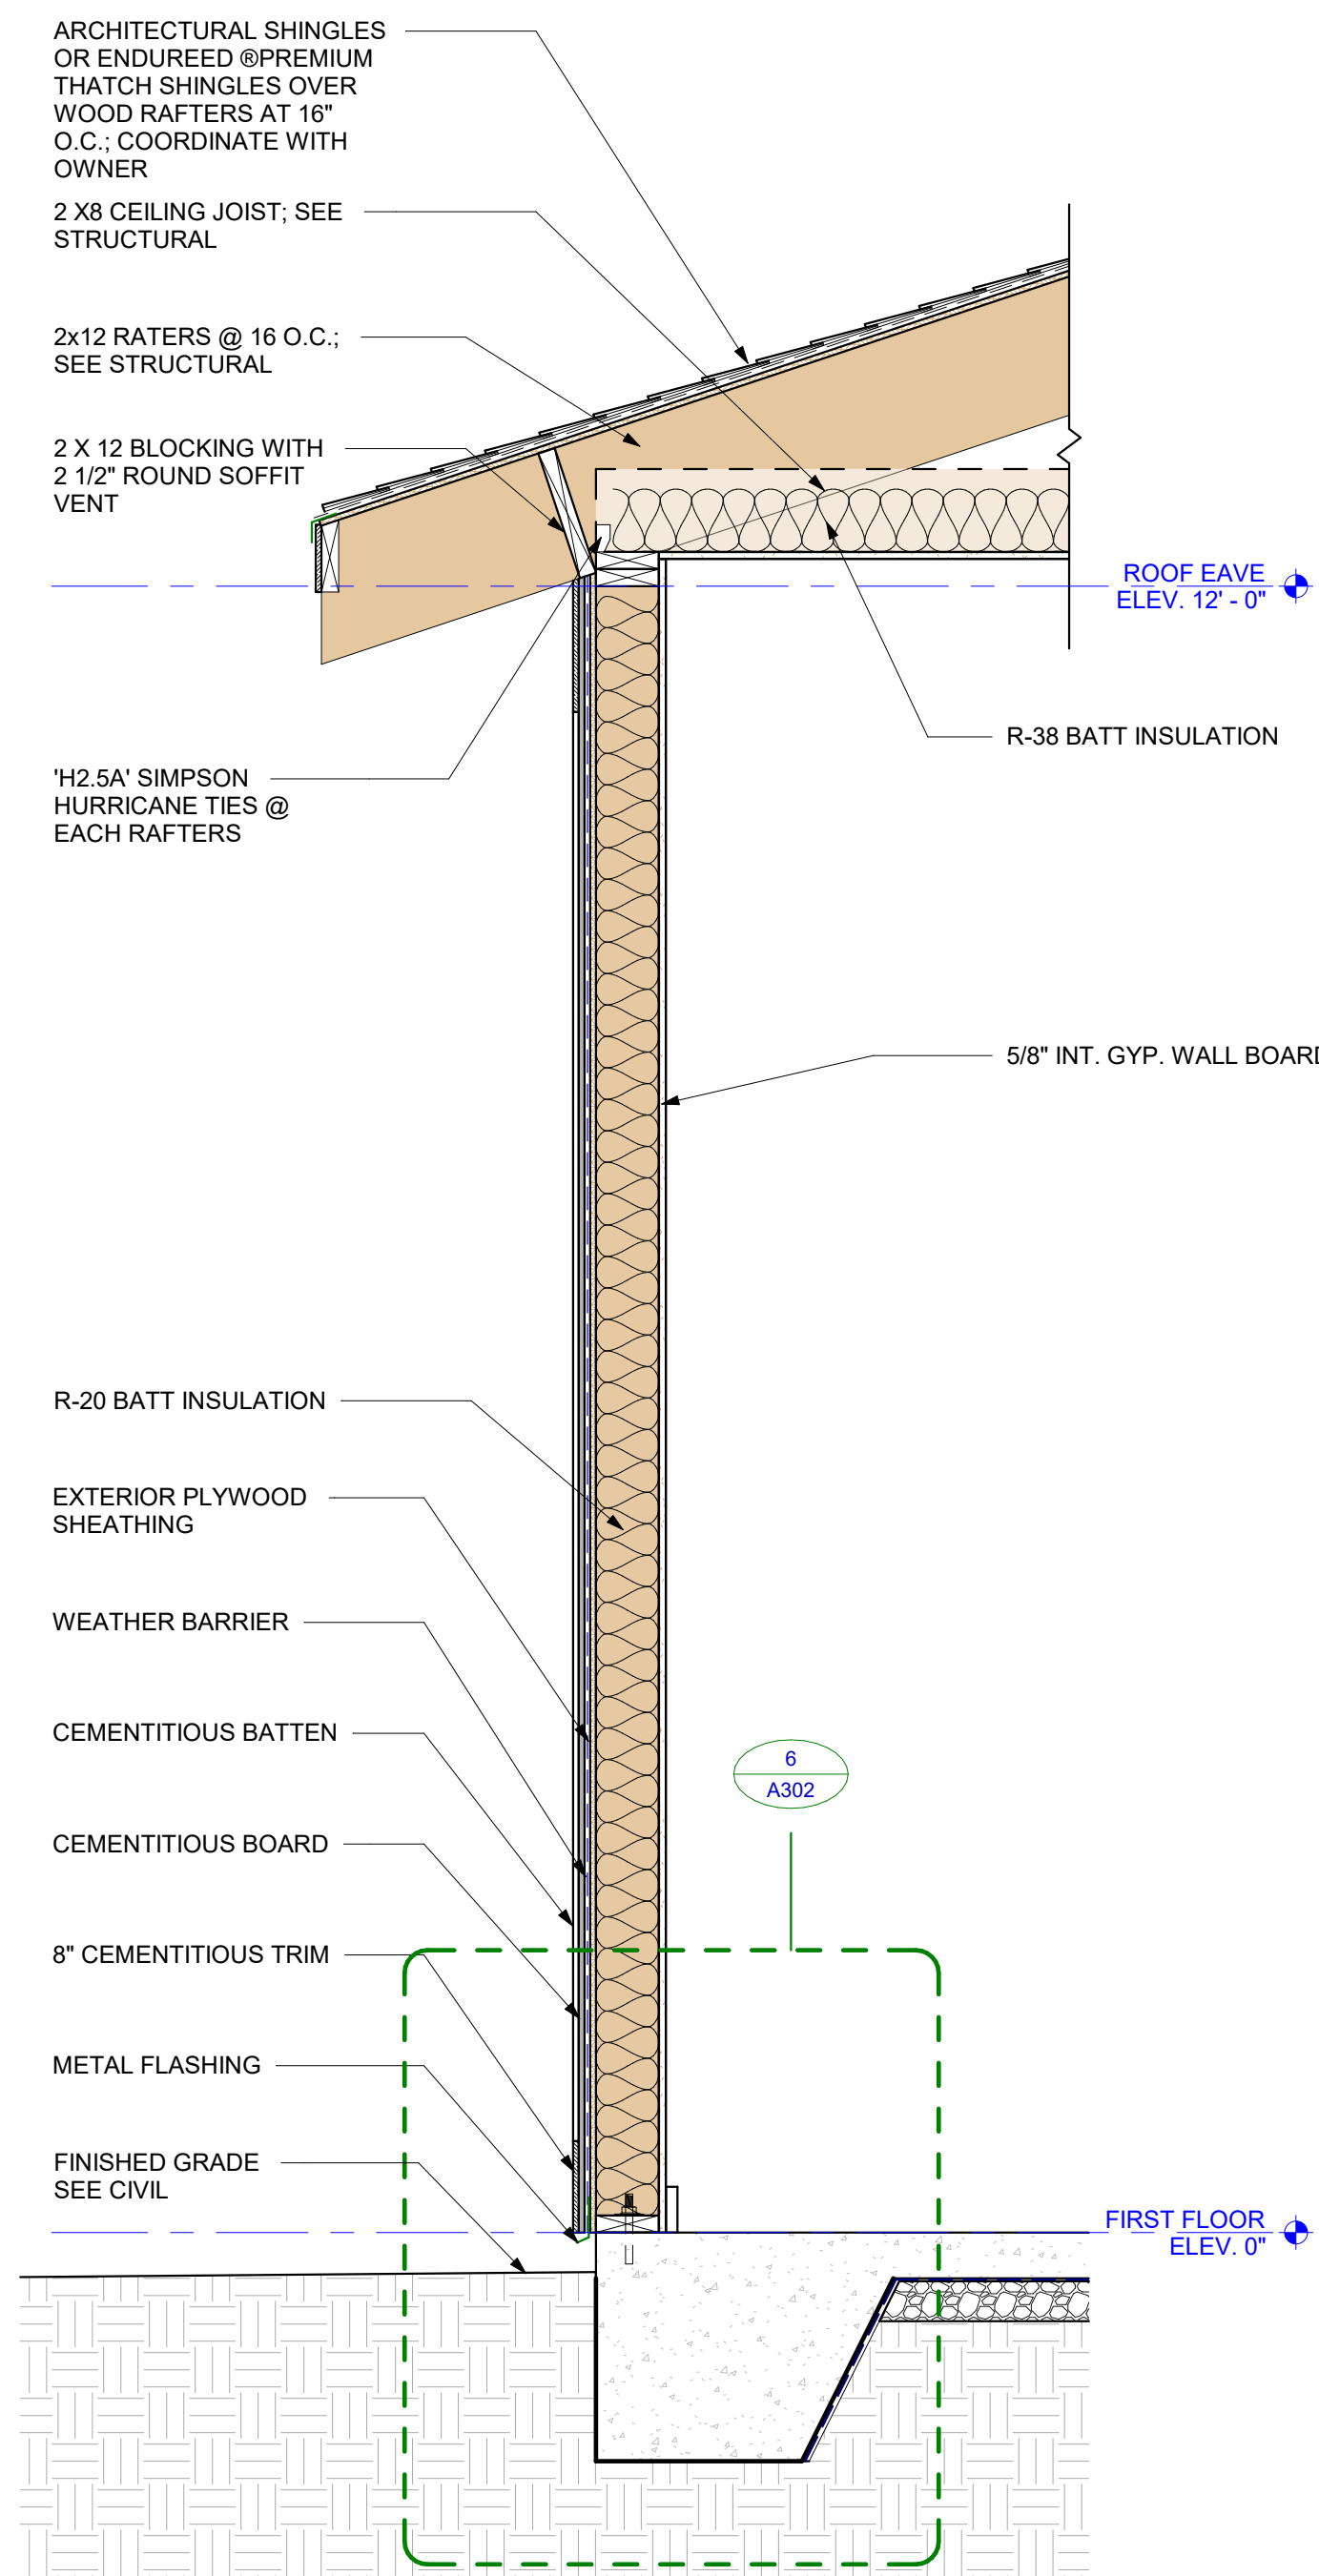 ARCHITECTURAL SHINGLES
OR ENDUREED ®PREMIUM
THATCH SHINGLES OVER
WOOD RAFTERS AT 16"
O.C.; COORDINATE WITH
OWNER
2 X8 CEILING JOIST; SEE
STRUCTURAL
2x12 RATERS @ 16 O.C.;
SEE STRUCTURAL
2 X 12 BLOCKING WITH
2 1/2" ROUND SOFFIT
VENT
ROOF EAVE
ELEV. 12' - 0"
R-38 BATT INSULATION
'H2.5A' SIMPSON
HURRICANE TIES @
EACH RAFTERS
5/8" INT. GYP. WALL BOARD
R-20 BATT INSULATION
EXTERIOR PLYWOOD
SHEATHING
WEATHER BARRIER
CEMENTITIOUS BATTEN
6
A302
CEMENTITIOUS BOARD
8" CEMENTITIOUS TRIM
METAL FLASHING
FINISHED GRADE
SEE CIVIL
FIRST FLOOR
ELEV. 0"